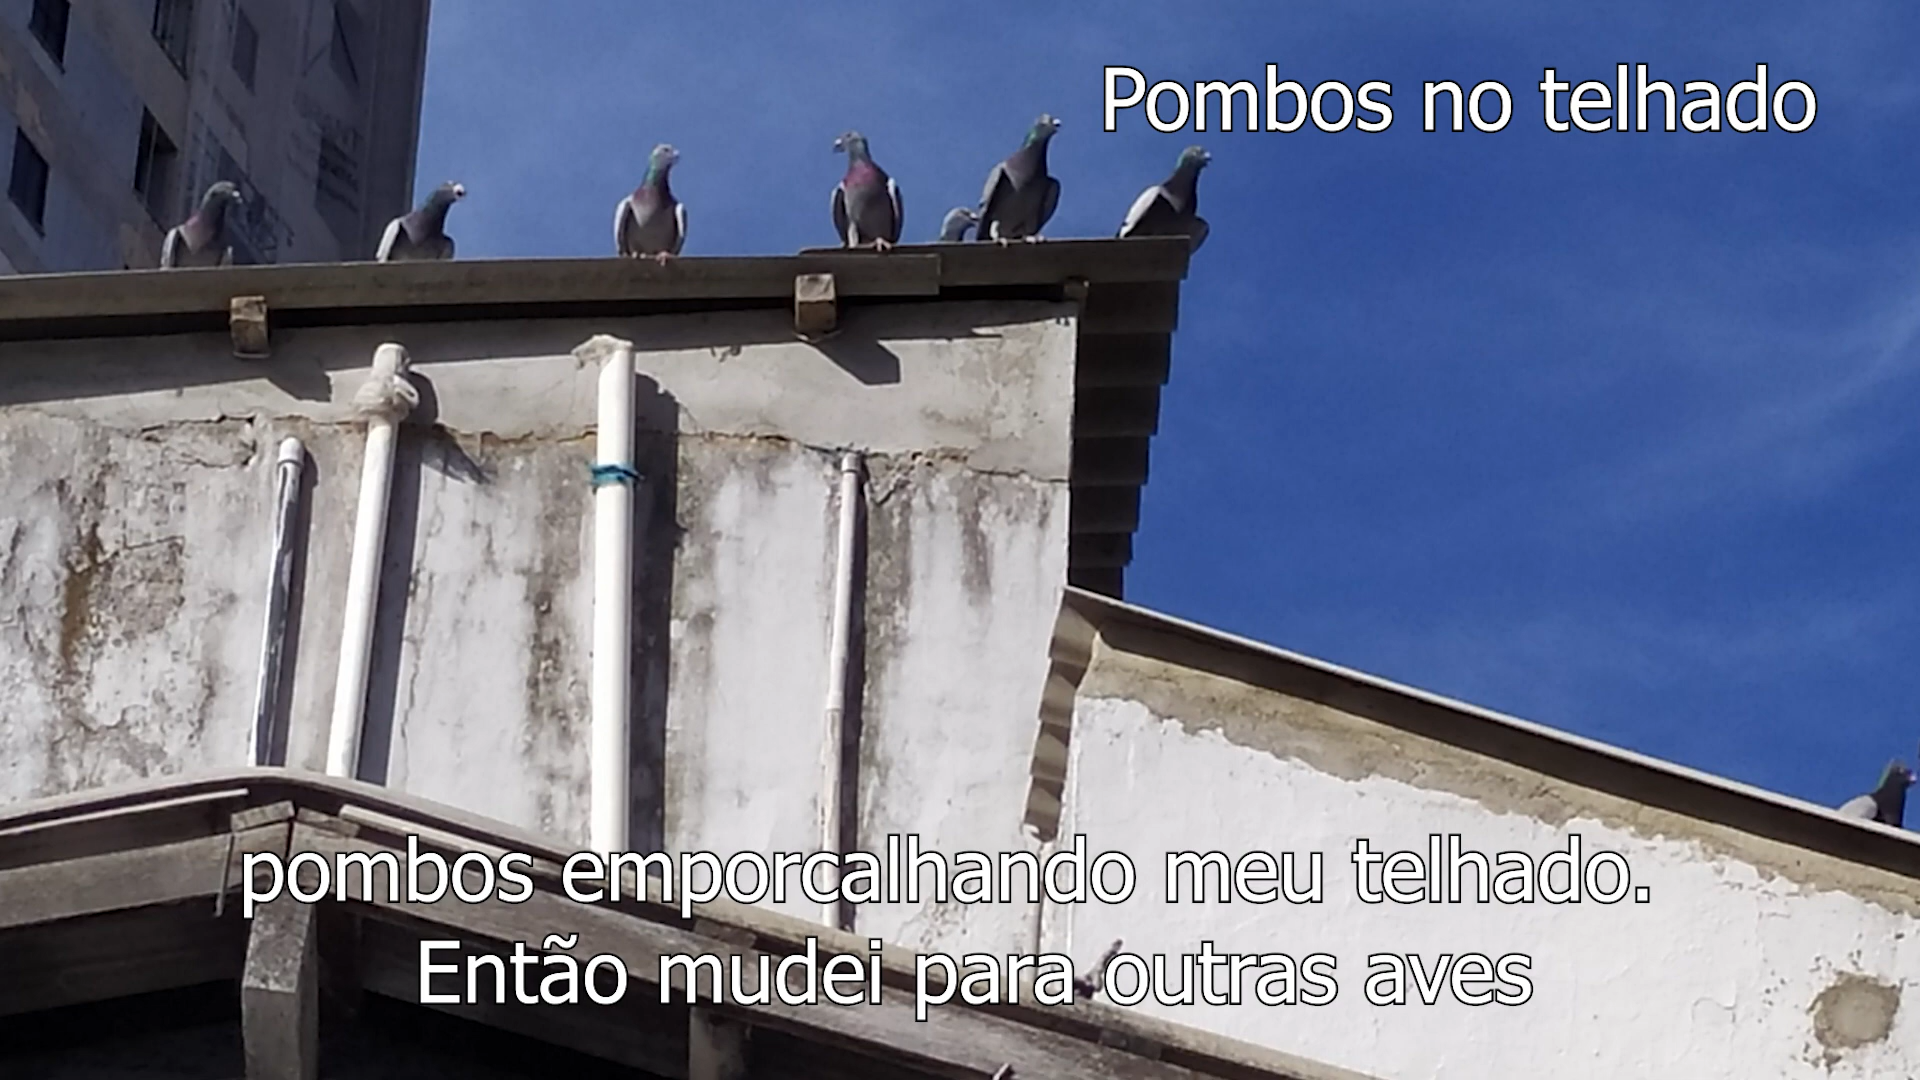 Pombos no telhado
pombos emporcalhando meu telhado.
Então mudei para outras aves